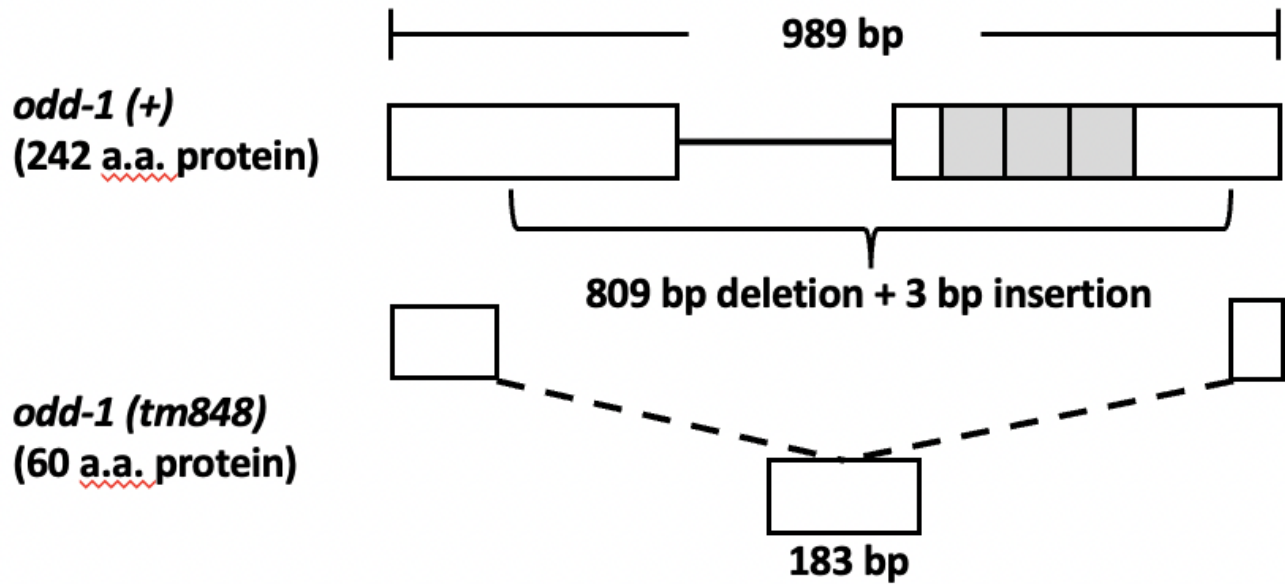 989 bp
odd-1 (+)
(242 a.a. protein)
809 bp deletion + 3 bp insertion
odd-1 (tm848)
(60 a.a. protein)
183 bp